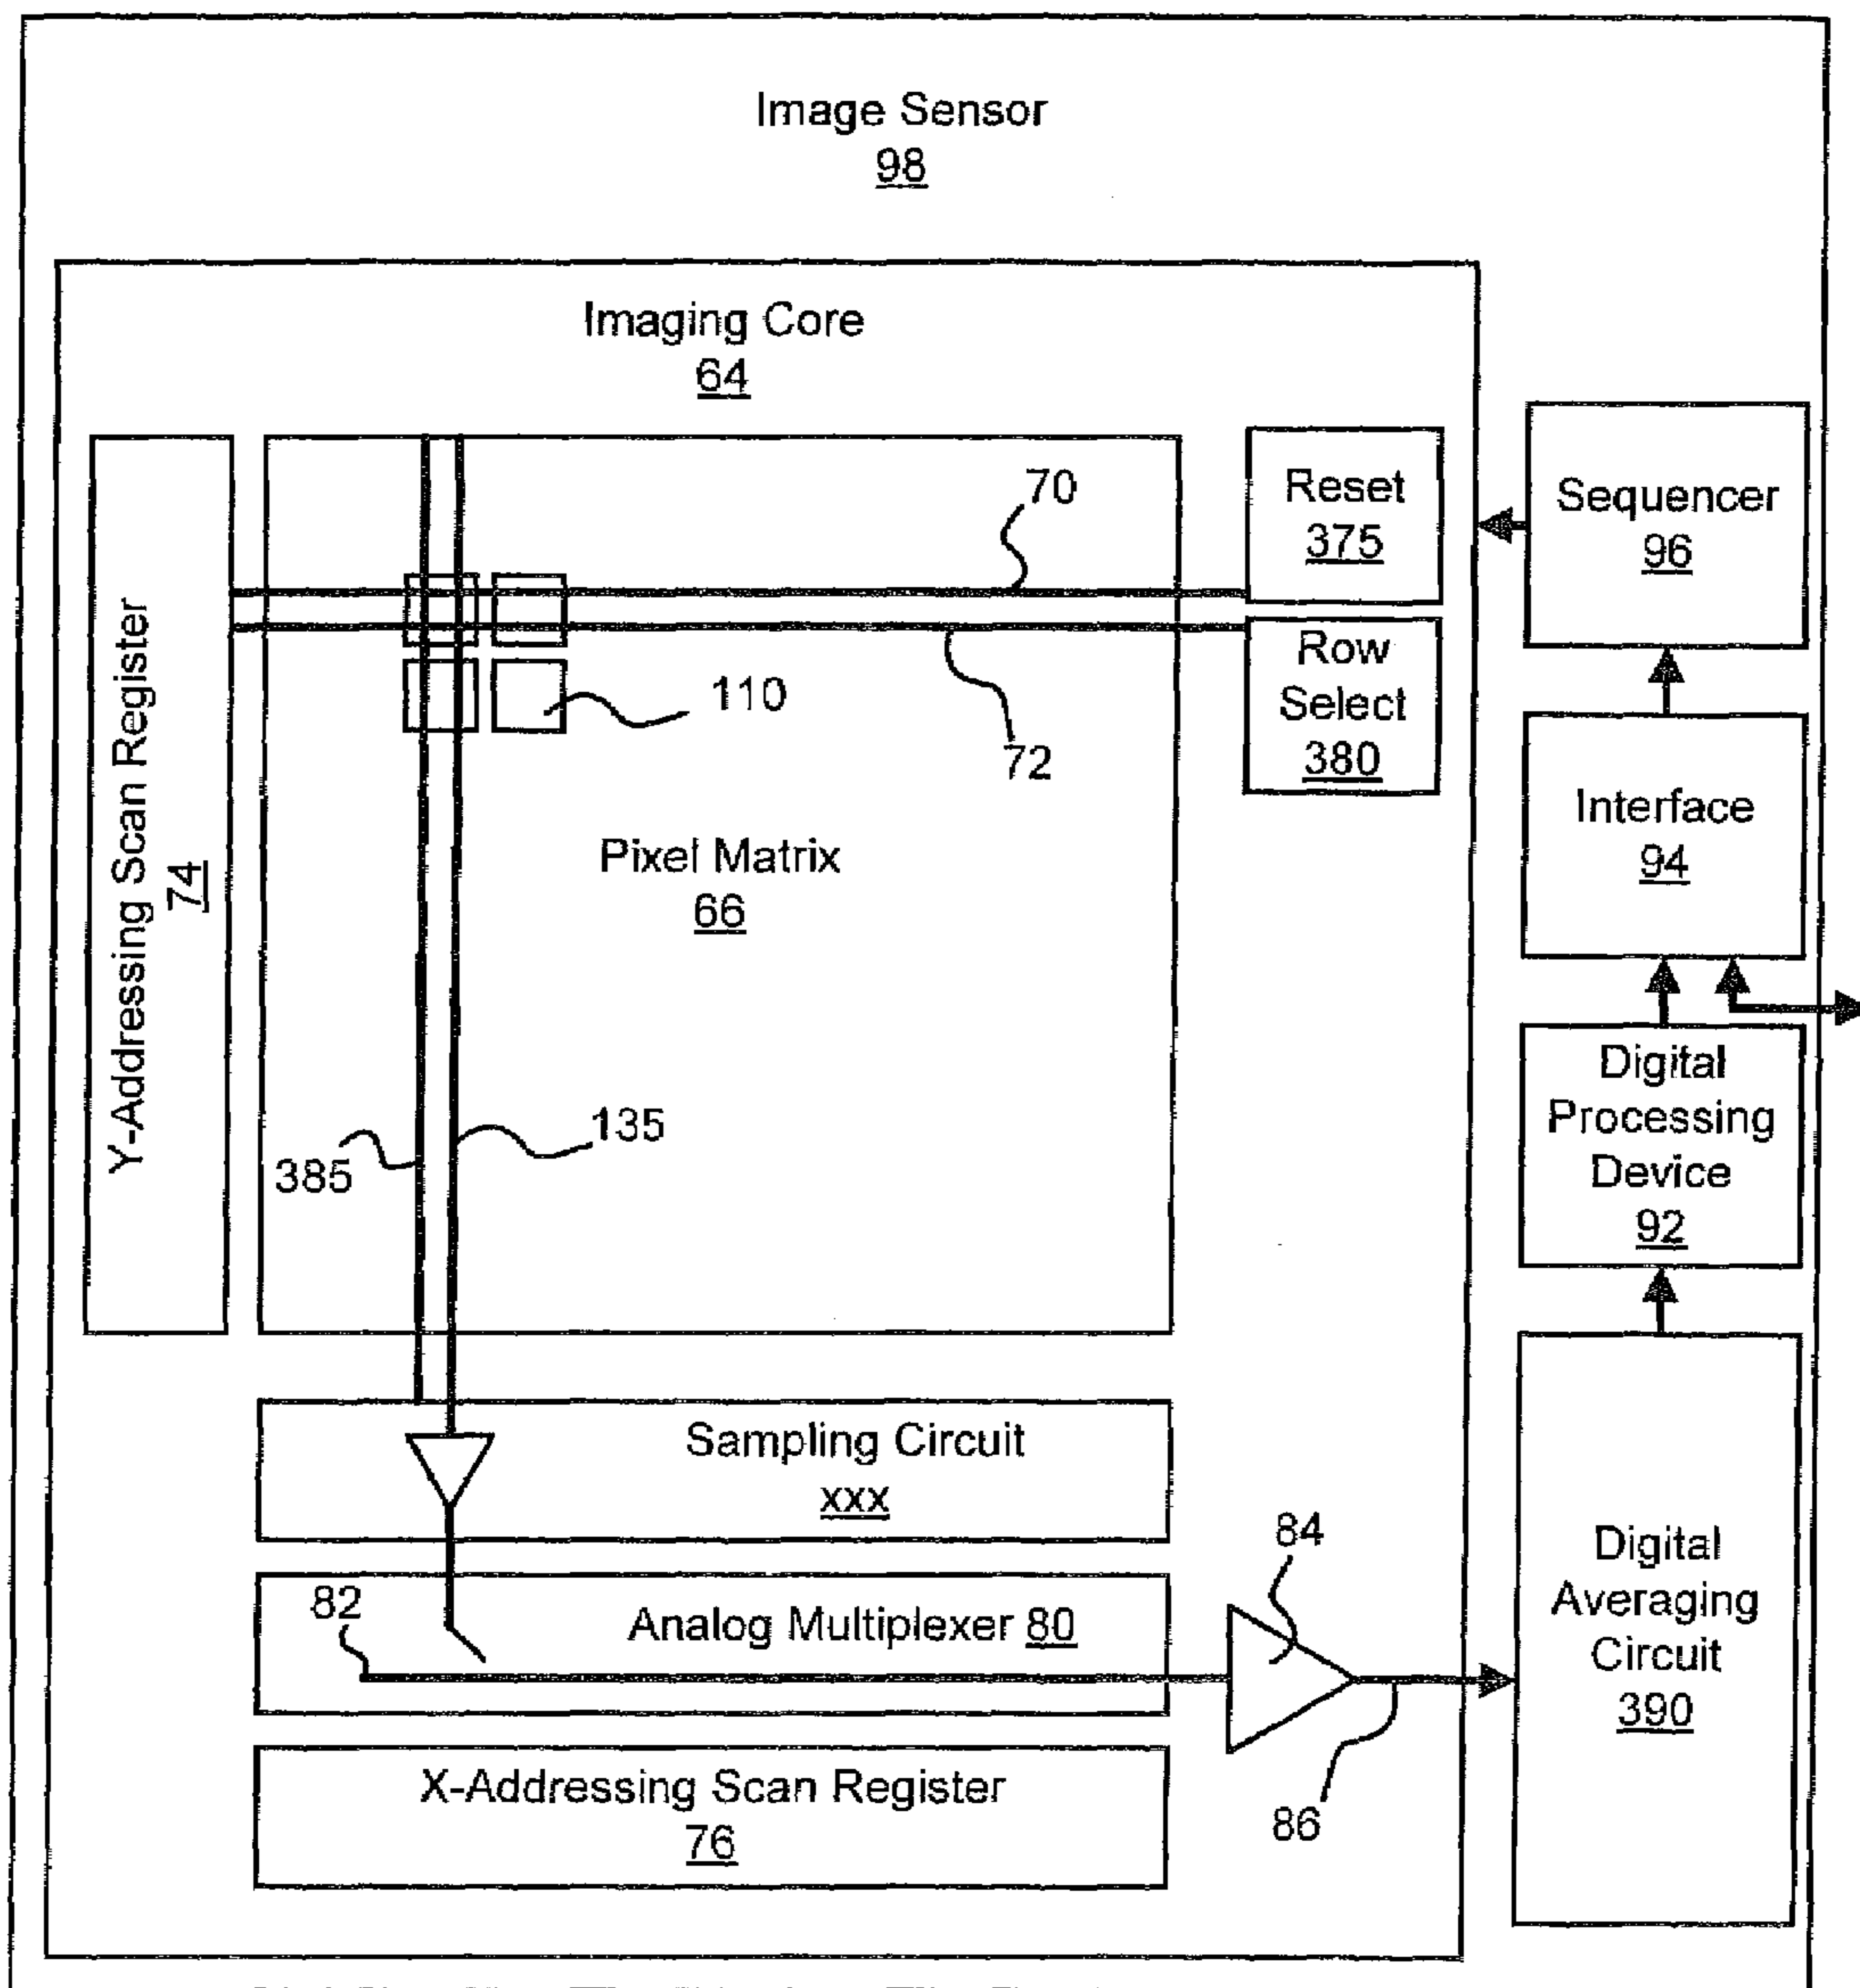 Image Sensor
98
Imaging Core
64
Y-Addressing Scan Register
74
70
Reset
375
Sequencer
96
110
72
Row
Select
380
Interface
94
Pixel Matrix
66
Digital
Processing
Device
92
385
135
Sampling Circuit
xxx
82
Analog Multiplexer 80
84
Digital
Averaging
Circuit
390
X-Addressing Scan Register
76
86